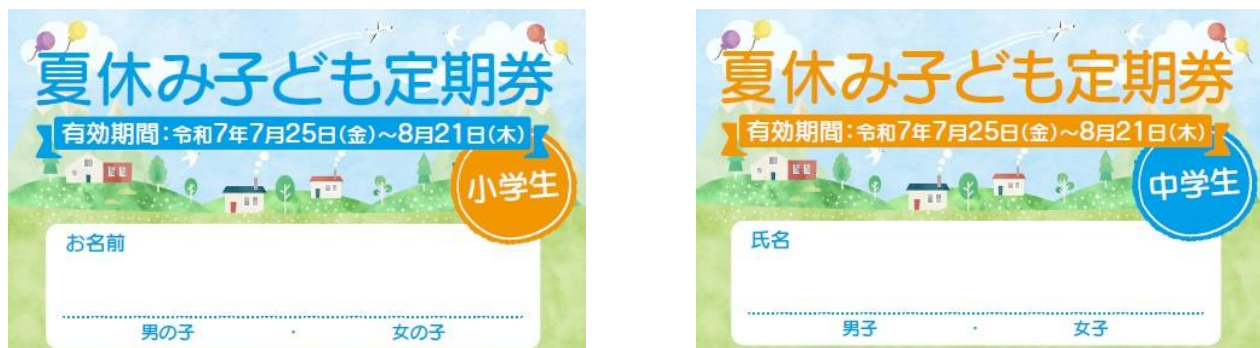 夏休み子ども定期券
有効期間:令和7年7月25日(金)~8月21日(木)
小学生
お名前
男の子 ・ 女の子
夏休み子ども定期券
有効期間:令和7年7月25日(金)~8月21日(木)
中学生
氏名
男子 ・ 女子